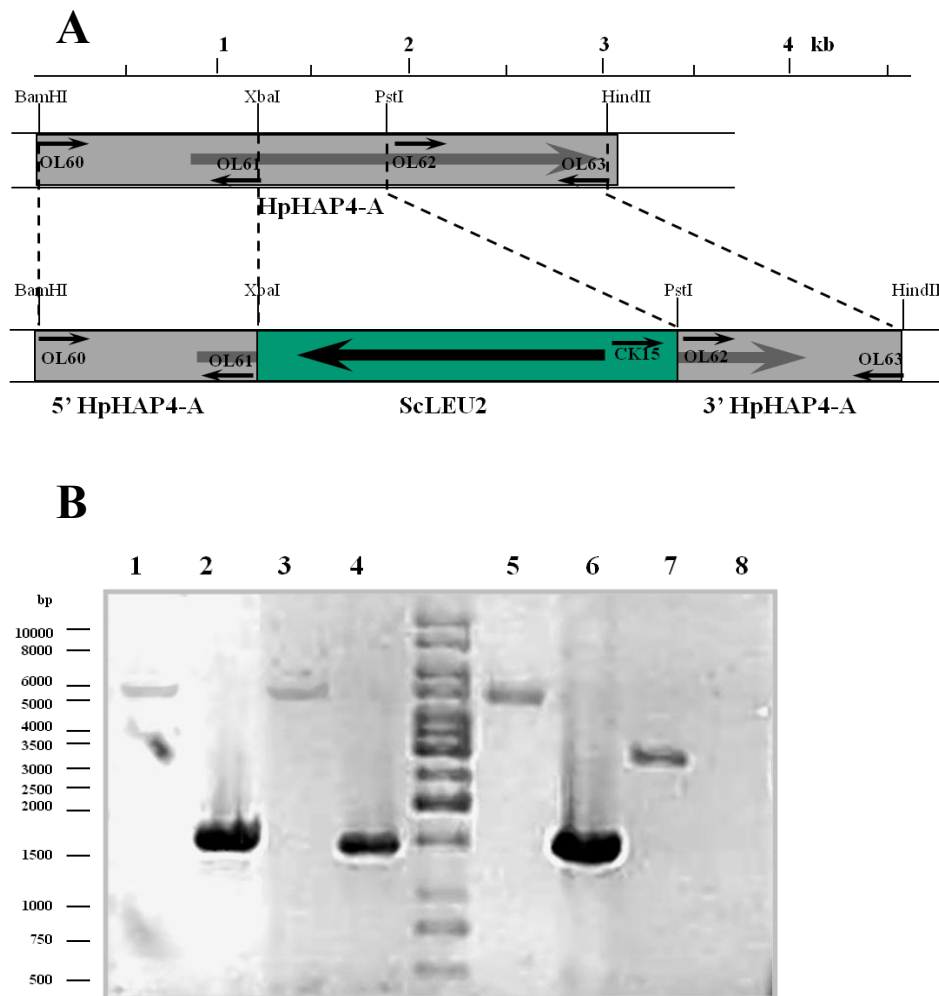 A
1 2 3 4 kb
BamHI XbaI PstI HindII
OL60 OL61 OL62 OL63
HpHAP4-A
BamHI XbaI PstI HindII
OL60 OL61 CK15 OL62 OL63
5’ HpHAP4-A ScLEU2 3’ HpHAP4-A
B
1 2 3 4 5 6 7 8
bp
10000
8000
6000
5000
4000
3500
3000
2500
2000
1500
1000
750
500